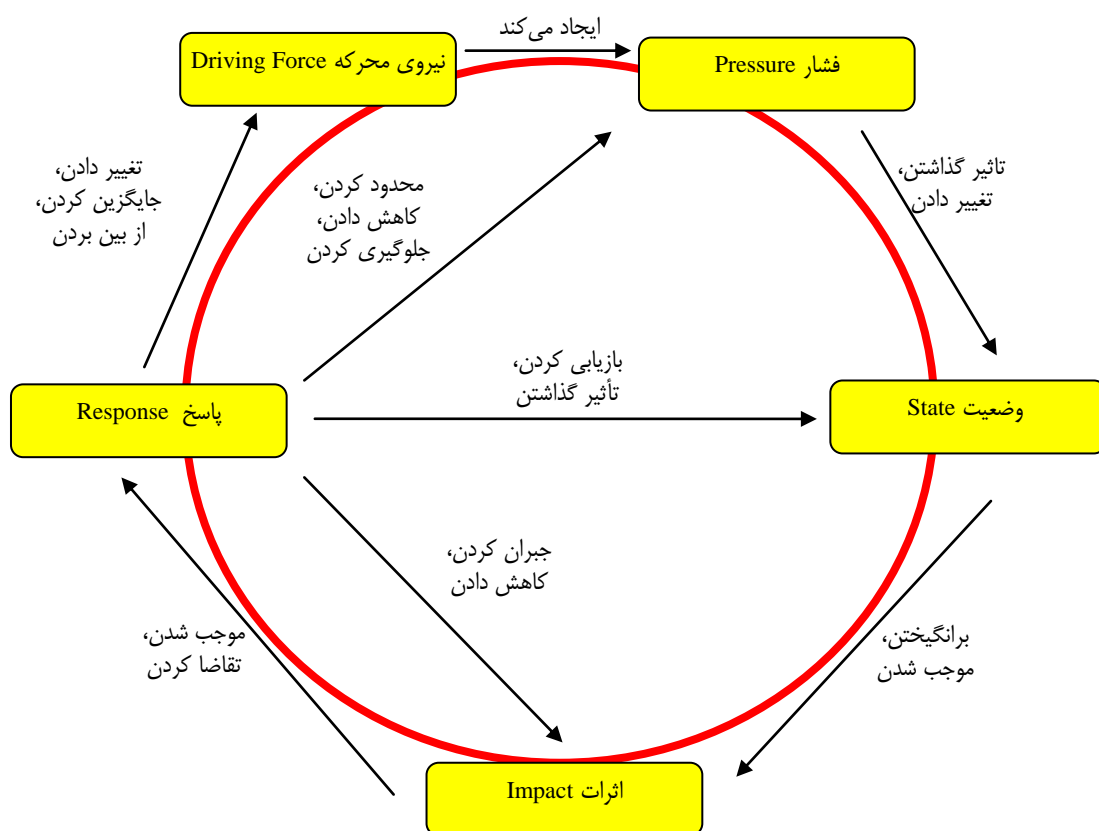 ایجاد می‌کند
نیروی محرکه Driving Force
فشار Pressure
تغییر دادن،
جایگزین کردن،
از بین بردن
محدود کردن،
کاهش دادن،
جلوگیری کردن
تاثیر گذاشتن،
تغییر دادن
بازیابی کردن،
تأثیر گذاشتن
پاسخ Response
وضعیت State
جبران کردن،
کاهش دادن
موجب شدن،
تقاضا کردن
برانگیختن،
موجب شدن
اثرات Impact